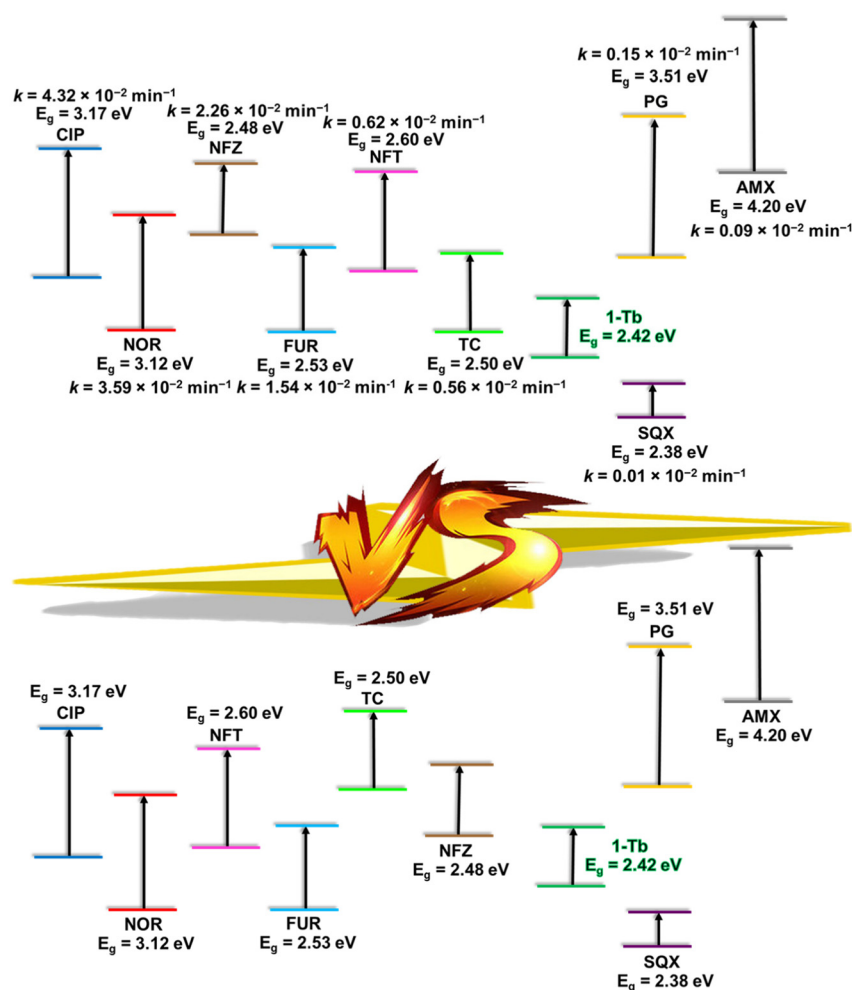 k = 4.32 × 10⁻² min⁻¹
E_g = 3.17 eV
CIP
k = 2.26 × 10⁻² min⁻¹
E_g = 2.48 eV
NFZ
k = 0.62 × 10⁻² min⁻¹
E_g = 2.60 eV
NFT
k = 0.15 × 10⁻² min⁻¹
E_g = 3.51 eV
PG
AMX
E_g = 4.20 eV
k = 0.09 × 10⁻² min⁻¹
NOR
E_g = 3.12 eV
k = 3.59 × 10⁻² min⁻¹
FUR
E_g = 2.53 eV
k = 1.54 × 10⁻² min⁻¹
TC
E_g = 2.50 eV
k = 0.56 × 10⁻² min⁻¹
1-Tb
E_g = 2.42 eV
SQX
E_g = 2.38 eV
k = 0.01 × 10⁻² min⁻¹
VS
E_g = 3.17 eV
CIP
E_g = 2.60 eV
NFT
E_g = 2.50 eV
TC
E_g = 3.51 eV
PG
AMX
E_g = 4.20 eV
NOR
E_g = 3.12 eV
FUR
E_g = 2.53 eV
NFZ
E_g = 2.48 eV
1-Tb
E_g = 2.42 eV
SQX
E_g = 2.38 eV